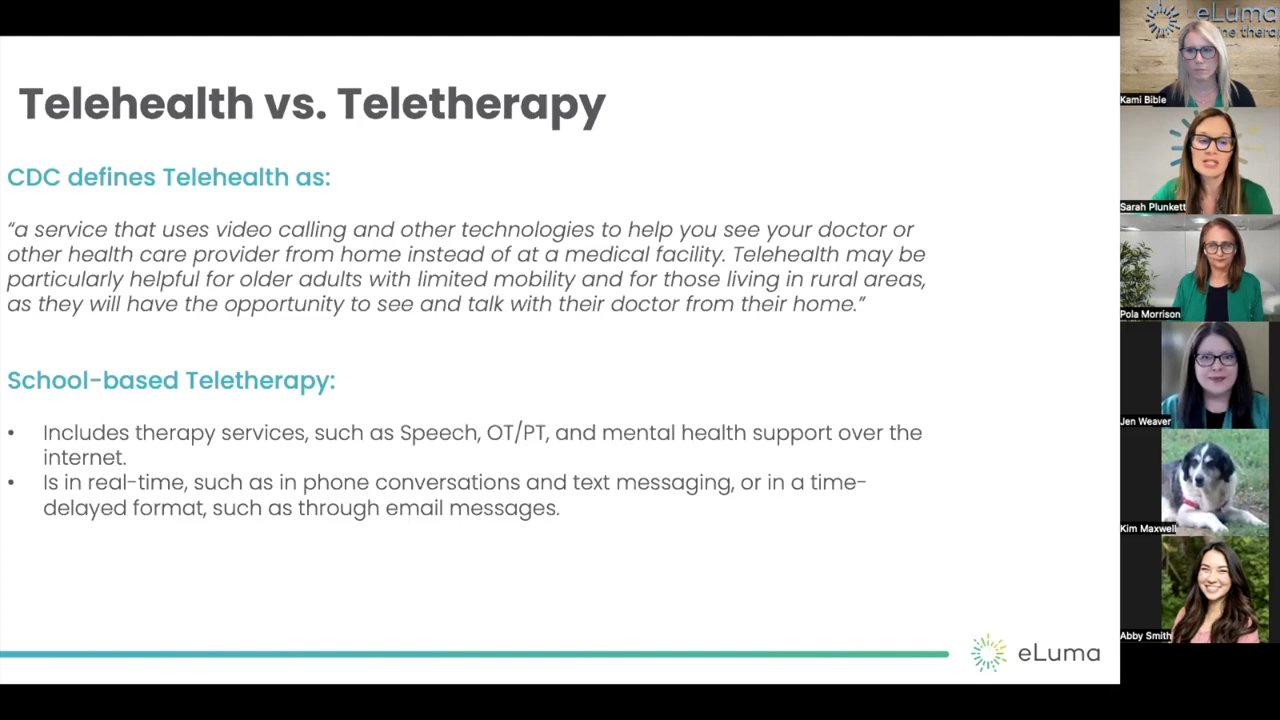 Telehealth vs. Teletherapy
CDC defines Telehealth as:
“a service that uses video calling and other technologies to help you see your doctor or
other health care provider from home instead of at a medical facility. Telehealth may be
particularly helpful for older adults with limited mobility and for those living in rural areas,
as they will have the opportunity to see and talk with their doctor from their home.”
School-based Teletherapy:
• Includes therapy services, such as Speech, OT/PT, and mental health support over the
internet.
• Is in real-time, such as in phone conversations and text messaging, or in a time-
delayed format, such as through email messages.
eLuma
eLuma
Kami Bible
Sarah Plunkett
Pola Morrison
Jen Weaver
Kim Maxwell
Abby Smith